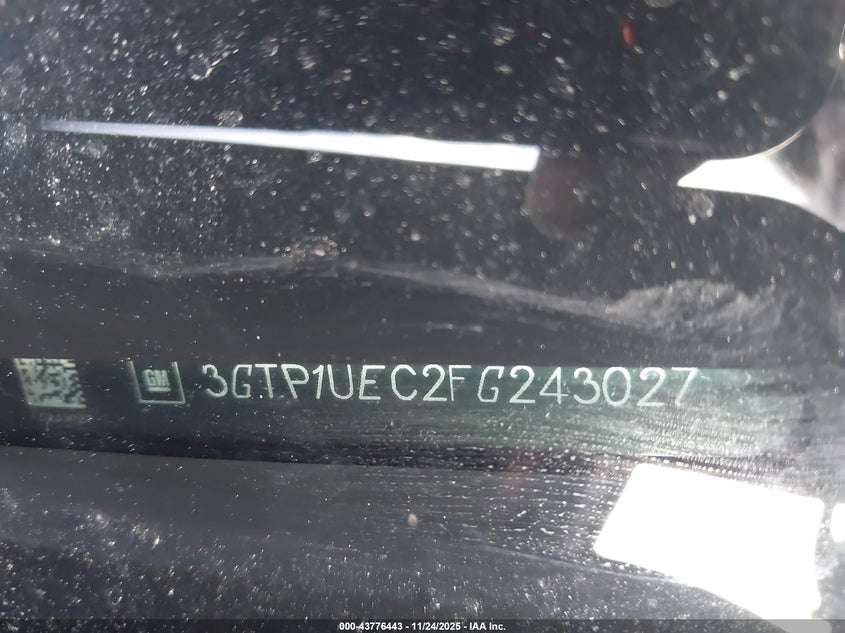 GM 3GTP1UEC2FG243027
000-43776443 - 11/24/2025 - IAA Inc.